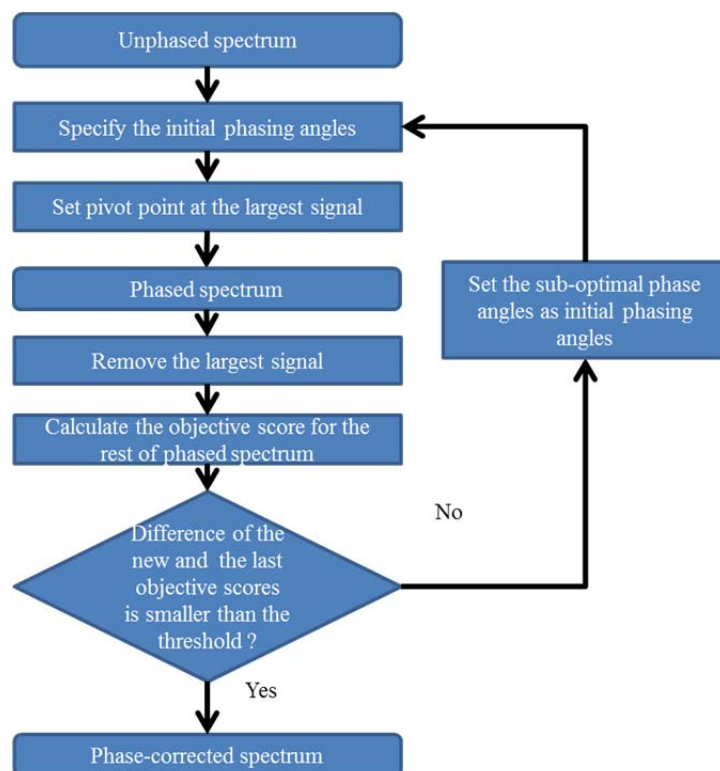 Unphased spectrum
Specify the initial phasing angles
Set pivot point at the largest signal
Phased spectrum
Remove the largest signal
Calculate the objective score for the
rest of phased spectrum
Difference of the
new and the last
objective scores
is smaller than the
threshold ?
No
Set the sub-optimal phase
angles as initial phasing
angles
Yes
Phase-corrected spectrum